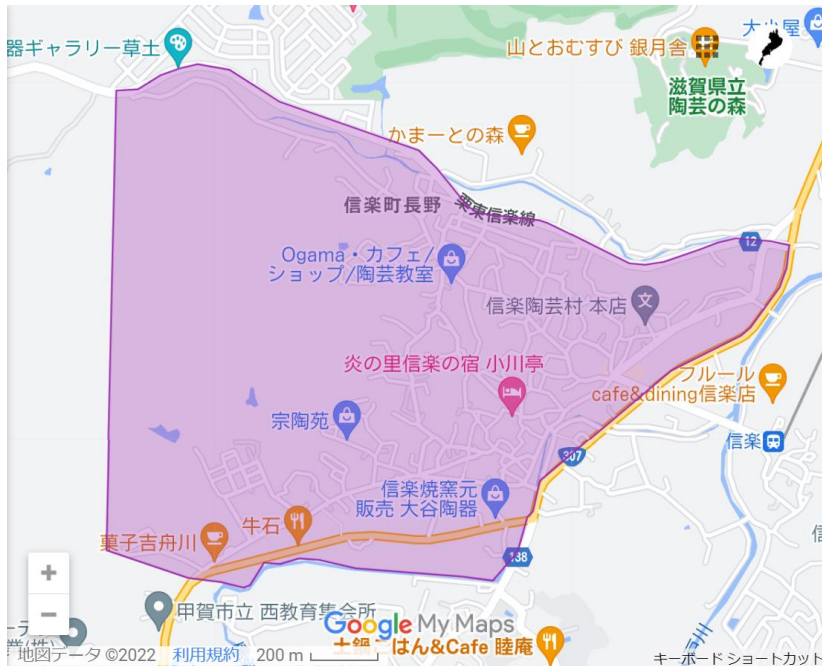 器ギャラリー草土
大小屋
山とおむすび 銀月舎
滋賀県立
陶芸の森
かまーとの森
信楽町長野
栗東信楽線
12
Ogama・カフェ/
ショップ/陶芸教室
信楽陶芸村 本店
炎の里信楽の宿 小川亭
フルール
cafe&dining信楽店
宗陶苑
信楽
307
信楽焼窯元
販売 大谷陶器
牛石
菓子吉舟川
138
+
甲賀市立 西教育集会所
−
Google My Maps
土鍋ごはん&Cafe 睦庵
地図データ ©2022
利用規約
200 m
キーボード ショートカット